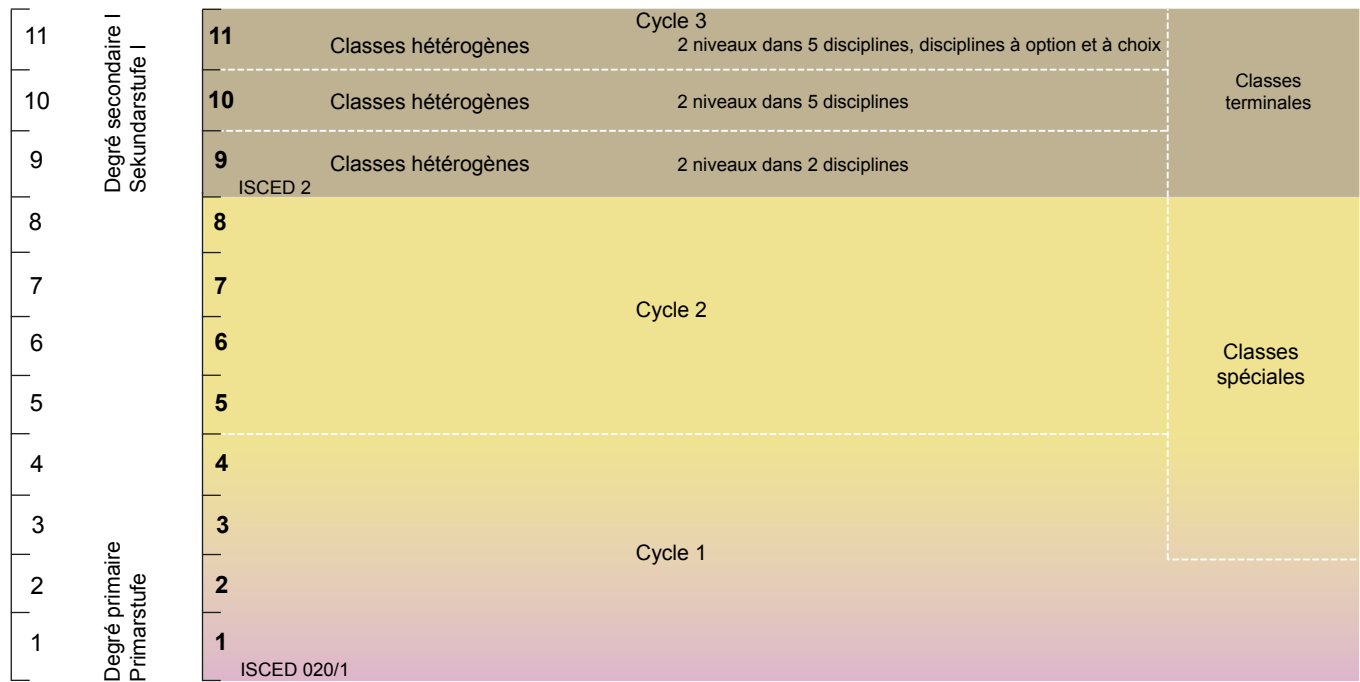 11
10
9
8
7
6
5
4
3
2
1
Degré secondaire I
Sekundarstufe I
Degré primaire
Primarstufe
Cycle 3
11 Classes hétérogènes 2 niveaux dans 5 disciplines, disciplines à option et à choix
10 Classes hétérogènes 2 niveaux dans 5 disciplines
9 Classes hétérogènes 2 niveaux dans 2 disciplines
ISCED 2
Classes
terminales
8
7
Cycle 2
6
5
Classes
spéciales
4
3
Cycle 1
2
1
ISCED 020/1